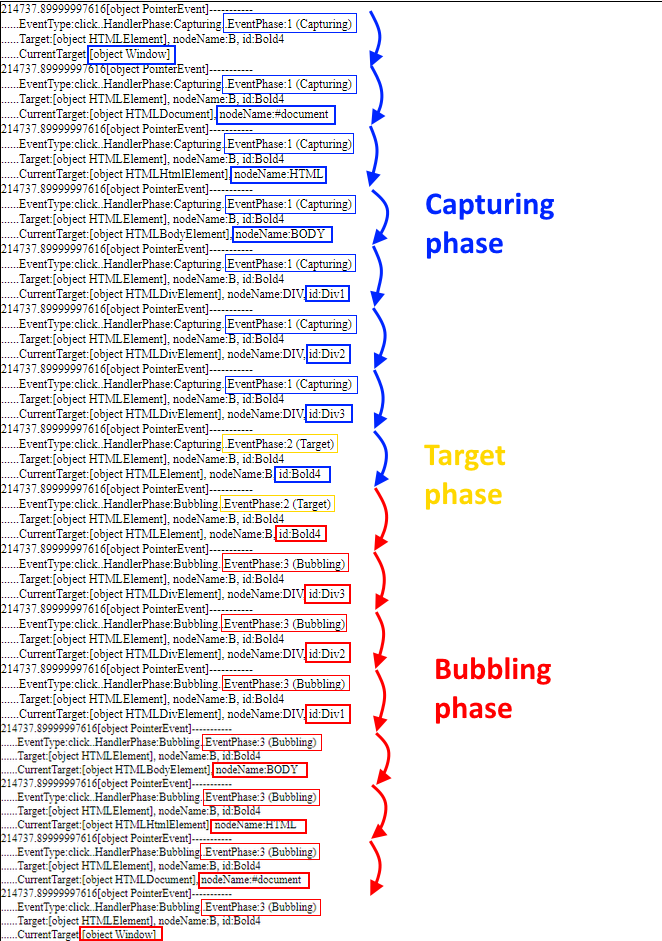 214737.89999997616[object PointerEvent]-----------
......EventType:click..HandlerPhase:Capturing..EventPhase:1 (Capturing)
......Target:[object HTMLElement], nodeName:B, id:Bold4
......CurrentTarget:[object Window]
214737.89999997616[object PointerEvent]-----------
......EventType:click..HandlerPhase:Capturing..EventPhase:1 (Capturing)
......Target:[object HTMLElement], nodeName:B, id:Bold4
......CurrentTarget:[object HTMLDocument], nodeName:#document
214737.89999997616[object PointerEvent]-----------
......EventType:click..HandlerPhase:Capturing..EventPhase:1 (Capturing)
......Target:[object HTMLElement], nodeName:B, id:Bold4
......CurrentTarget:[object HTMLHtmlElement], nodeName:HTML
214737.89999997616[object PointerEvent]-----------
......EventType:click..HandlerPhase:Capturing..EventPhase:1 (Capturing)
......Target:[object HTMLElement], nodeName:B, id:Bold4
......CurrentTarget:[object HTMLBodyElement], nodeName:BODY
214737.89999997616[object PointerEvent]-----------
......EventType:click..HandlerPhase:Capturing..EventPhase:1 (Capturing)
......Target:[object HTMLElement], nodeName:B, id:Bold4
......CurrentTarget:[object HTMLDivElement], nodeName:DIV, id:Div1
214737.89999997616[object PointerEvent]-----------
......EventType:click..HandlerPhase:Capturing..EventPhase:1 (Capturing)
......Target:[object HTMLElement], nodeName:B, id:Bold4
......CurrentTarget:[object HTMLDivElement], nodeName:DIV, id:Div2
214737.89999997616[object PointerEvent]-----------
......EventType:click..HandlerPhase:Capturing..EventPhase:1 (Capturing)
......Target:[object HTMLElement], nodeName:B, id:Bold4
......CurrentTarget:[object HTMLDivElement], nodeName:DIV, id:Div3
214737.89999997616[object PointerEvent]-----------
......EventType:click..HandlerPhase:Capturing..EventPhase:2 (Target)
......Target:[object HTMLElement], nodeName:B, id:Bold4
......CurrentTarget:[object HTMLElement], nodeName:B, id:Bold4
214737.89999997616[object PointerEvent]-----------
......EventType:click..HandlerPhase:Bubbling..EventPhase:2 (Target)
......Target:[object HTMLElement], nodeName:B, id:Bold4
......CurrentTarget:[object HTMLElement], nodeName:B, id:Bold4
214737.89999997616[object PointerEvent]-----------
......EventType:click..HandlerPhase:Bubbling..EventPhase:3 (Bubbling)
......Target:[object HTMLElement], nodeName:B, id:Bold4
......CurrentTarget:[object HTMLDivElement], nodeName:DIV, id:Div3
214737.89999997616[object PointerEvent]-----------
......EventType:click..HandlerPhase:Bubbling..EventPhase:3 (Bubbling)
......Target:[object HTMLElement], nodeName:B, id:Bold4
......CurrentTarget:[object HTMLDivElement], nodeName:DIV, id:Div2
214737.89999997616[object PointerEvent]-----------
......EventType:click..HandlerPhase:Bubbling..EventPhase:3 (Bubbling)
......Target:[object HTMLElement], nodeName:B, id:Bold4
......CurrentTarget:[object HTMLDivElement], nodeName:DIV, id:Div1
214737.89999997616[object PointerEvent]-----------
......EventType:click..HandlerPhase:Bubbling..EventPhase:3 (Bubbling)
......Target:[object HTMLElement], nodeName:B, id:Bold4
......CurrentTarget:[object HTMLBodyElement], nodeName:BODY
214737.89999997616[object PointerEvent]-----------
......EventType:click..HandlerPhase:Bubbling..EventPhase:3 (Bubbling)
......Target:[object HTMLElement], nodeName:B, id:Bold4
......CurrentTarget:[object HTMLHtmlElement], nodeName:HTML
214737.89999997616[object PointerEvent]-----------
......EventType:click..HandlerPhase:Bubbling..EventPhase:3 (Bubbling)
......Target:[object HTMLElement], nodeName:B, id:Bold4
......CurrentTarget:[object HTMLDocument], nodeName:#document
214737.89999997616[object PointerEvent]-----------
......EventType:click..HandlerPhase:Bubbling..EventPhase:3 (Bubbling)
......Target:[object HTMLElement], nodeName:B, id:Bold4
......CurrentTarget:[object Window]
Capturing
phase
Target
phase
Bubbling
phase